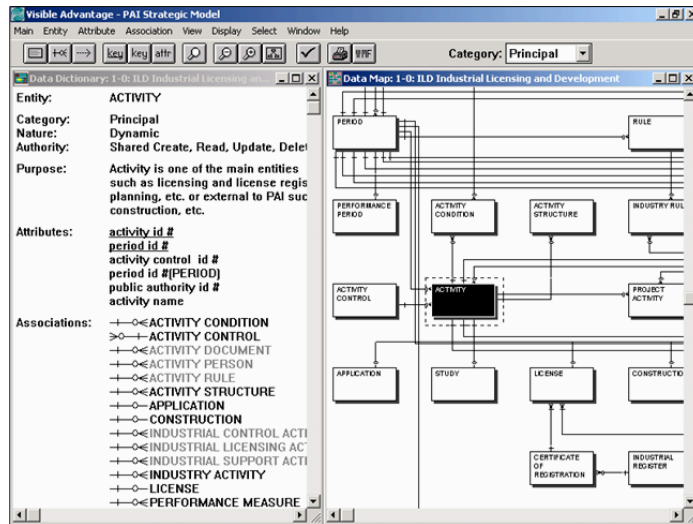 Visible Advantage - PAI Strategic Model
Main Entity Attribute Association View Display Select Window Help
key key attr Category: Principal
Data Dictionary: 1-0: ILD Industrial Licensing an...
Entity: ACTIVITY
Category: Principal
Nature: Dynamic
Authority: Shared Create, Read, Update, Delet
Purpose: Activity is one of the main entities
such as licensing and license regis
planning, etc. or external to PAI suc
construction, etc.
Attributes: activity id #
period id #
activity control id #
period id #[PERIOD]
public authority id #
activity name
Associations: ACTIVITY CONDITION
ACTIVITY CONTROL
ACTIVITY DOCUMENT
ACTIVITY PERSON
ACTIVITY RULE
ACTIVITY STRUCTURE
APPLICATION
CONSTRUCTION
INDUSTRIAL CONTROL ACTI
INDUSTRIAL LICENSING ACT
INDUSTRIAL SUPPORT ACTI
INDUSTRY ACTIVITY
LICENSE
PERFORMANCE MEASURE
Data Map: 1-0: ILD Industrial Licensing and Development
PERIOD
RULE
PERFORMANCE
PERIOD
ACTIVITY
CONDITION
ACTIVITY
STRUCTURE
INDUSTRY RUL
ACTIVITY
CONTROL
ACTIVITY
PROJECT
ACTIVITY
APPLICATION
STUDY
LICENSE
CONSTRUCTIO
CERTIFICATE
OF
REGISTRATION
INDUSTRIAL
REGISTER